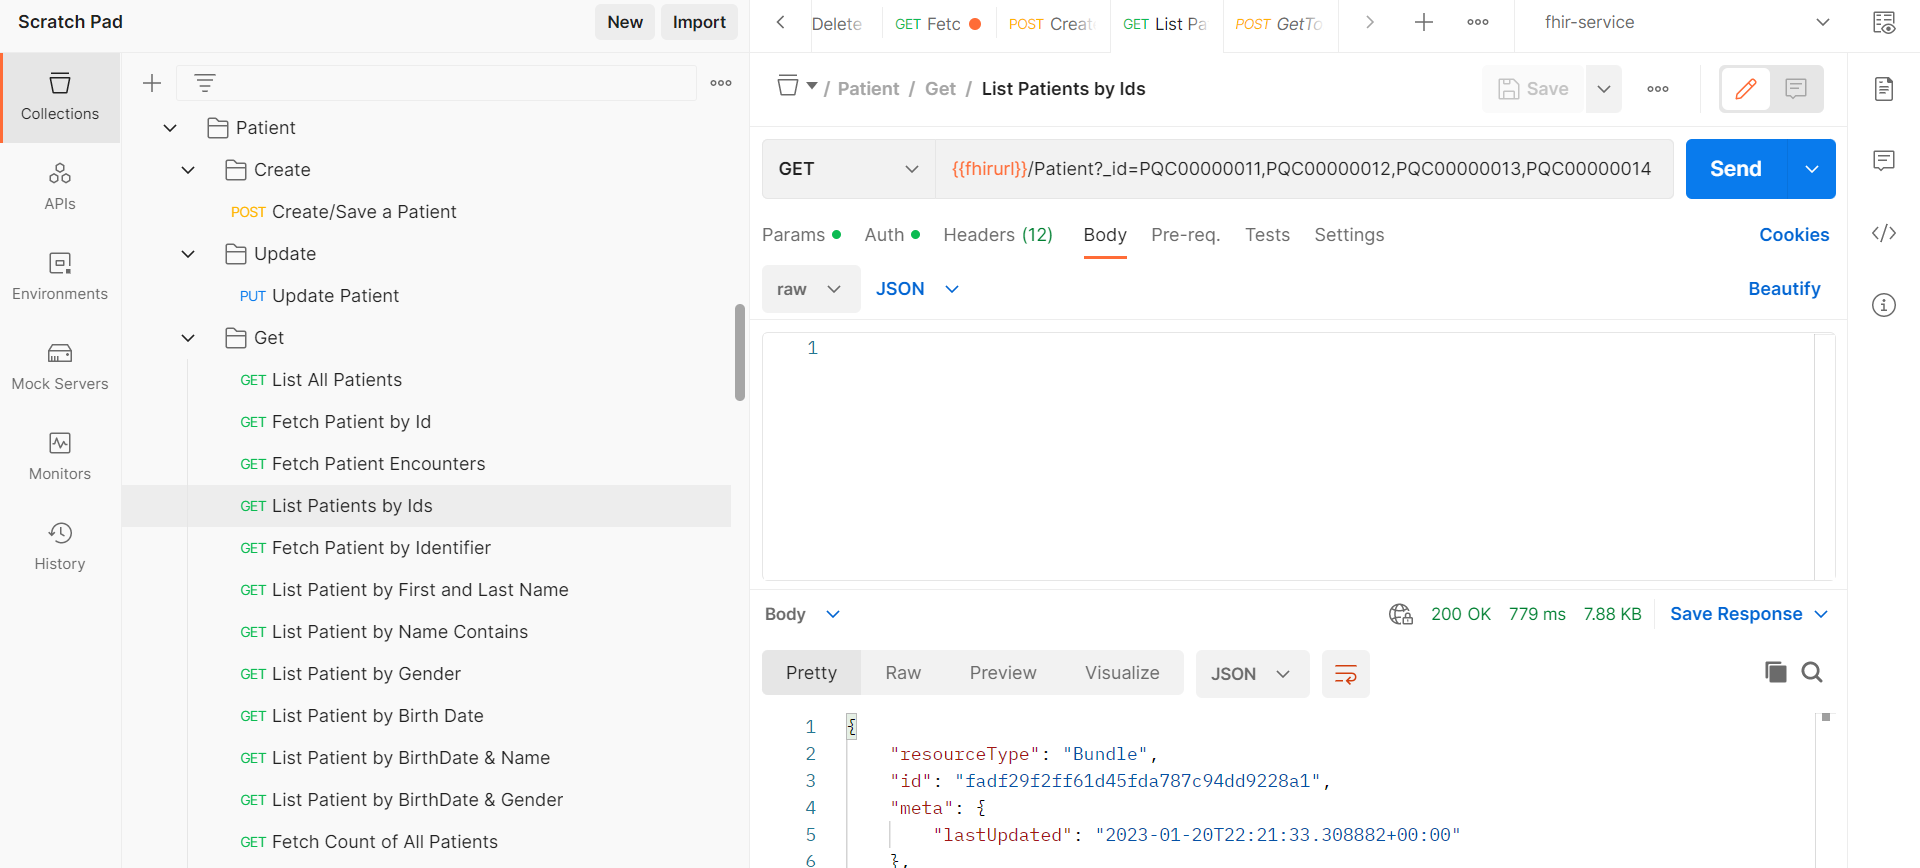 Scratch Pad
New
Import
Delete
GET Fetc
POST Creat
GET List Pa
POST GetTo
fhir-service
Collections
APIs
Environments
Mock Servers
Monitors
History
Patient
Create
POST Create/Save a Patient
Update
PUT Update Patient
Get
GET List All Patients
GET Fetch Patient by Id
GET Fetch Patient Encounters
GET List Patients by Ids
GET Fetch Patient by Identifier
GET List Patient by First and Last Name
GET List Patient by Name Contains
GET List Patient by Gender
GET List Patient by Birth Date
GET List Patient by BirthDate & Name
GET List Patient by BirthDate & Gender
GET Fetch Count of All Patients
/ Patient / Get / List Patients by Ids
Save
GET
{{fhirurl}}/Patient?_id=PQC00000011,PQC00000012,PQC00000013,PQC00000014
Send
Params
Auth
Headers (12)
Body
Pre-req.
Tests
Settings
Cookies
raw
JSON
Beautify
1
Body
200 OK
779 ms
7.88 KB
Save Response
Pretty
Raw
Preview
Visualize
JSON
1 {
2 "resourceType": "Bundle",
3 "id": "fadf29f2ff61d45fda787c94dd9228a1",
4 "meta": {
5 "lastUpdated": "2023-01-20T22:21:33.308882+00:00"
6 },